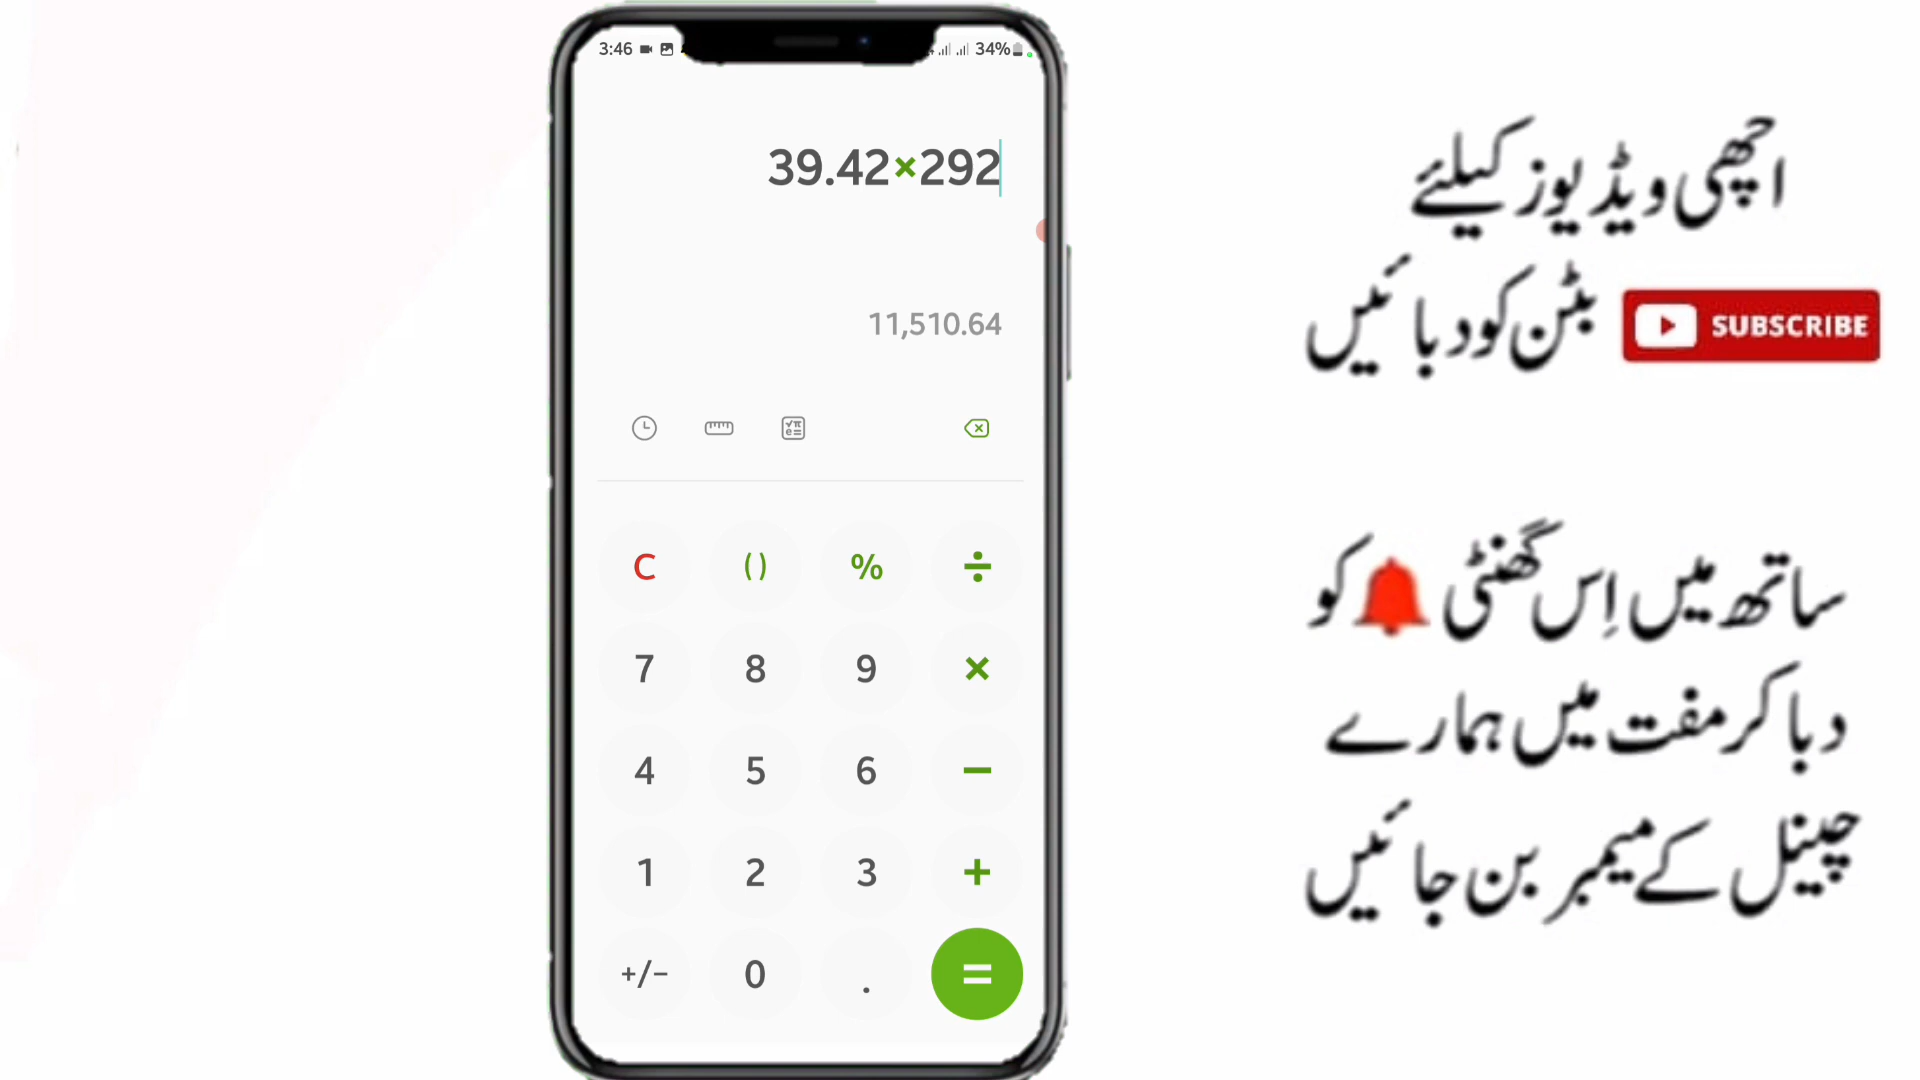 3:46
34%
39.42×292
11,510.64
C () % ÷
7 8 9 ×
4 5 6 −
1 2 3 +
+/− 0 . =
اچھی ویڈیوز کیلئے
SUBSCRIBE بٹن کو دبائیں
ساتھ میں اِس گھنٹی کو
دبا کر مفت میں ہمارے
چینل کے میمبر بن جائیں